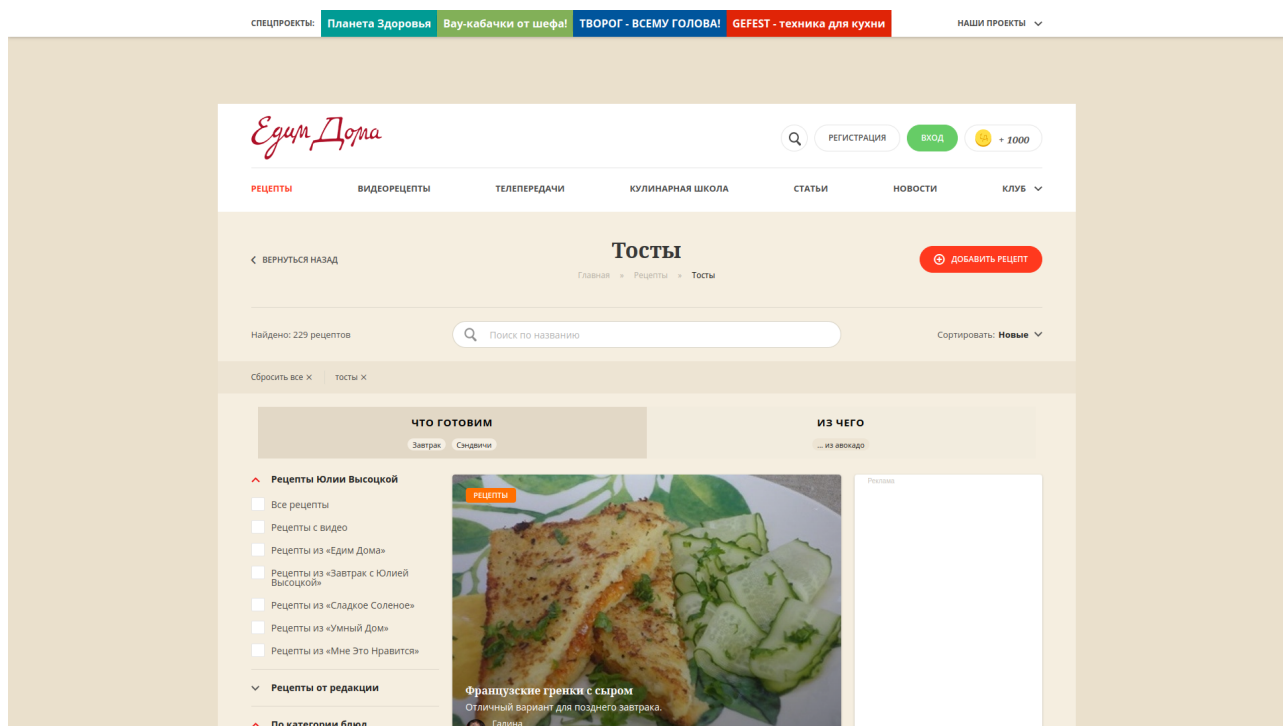 СПЕЦПРОЕКТЫ: Планета Здоровья Вау-кабачки от шефа! ТВОРОГ - ВСЕМУ ГОЛОВА! GEFEST - техника для кухни НАШИ ПРОЕКТЫ
Едим Дома
РЕГИСТРАЦИЯ ВХОД + 1000
РЕЦЕПТЫ ВИДЕОРЕЦЕПТЫ ТЕЛЕПЕРЕДАЧИ КУЛИНАРНАЯ ШКОЛА СТАТЬИ НОВОСТИ КЛУБ
ВЕРНУТЬСЯ НАЗАД
Тосты
ДОБАВИТЬ РЕЦЕПТ
Главная » Рецепты » Тосты
Найдено: 229 рецептов Поиск по названию Сортировать: Новые
Сбросить все × тосты ×
ЧТО ГОТОВИМ
Завтрак Сэндвичи
ИЗ ЧЕГО
... из авокадо
Рецепты Юлии Высоцкой
Все рецепты
Рецепты с видео
Рецепты из «Едим Дома»
Рецепты из «Завтрак с Юлией
Высоцкой»
Рецепты из «Сладкое Соленое»
Рецепты из «Умный Дом»
Рецепты из «Мне Это Нравится»
Рецепты от редакции
По категории блюд
РЕЦЕПТЫ
Французские гренки с сыром
Отличный вариант для позднего завтрака.
Галина
Реклама